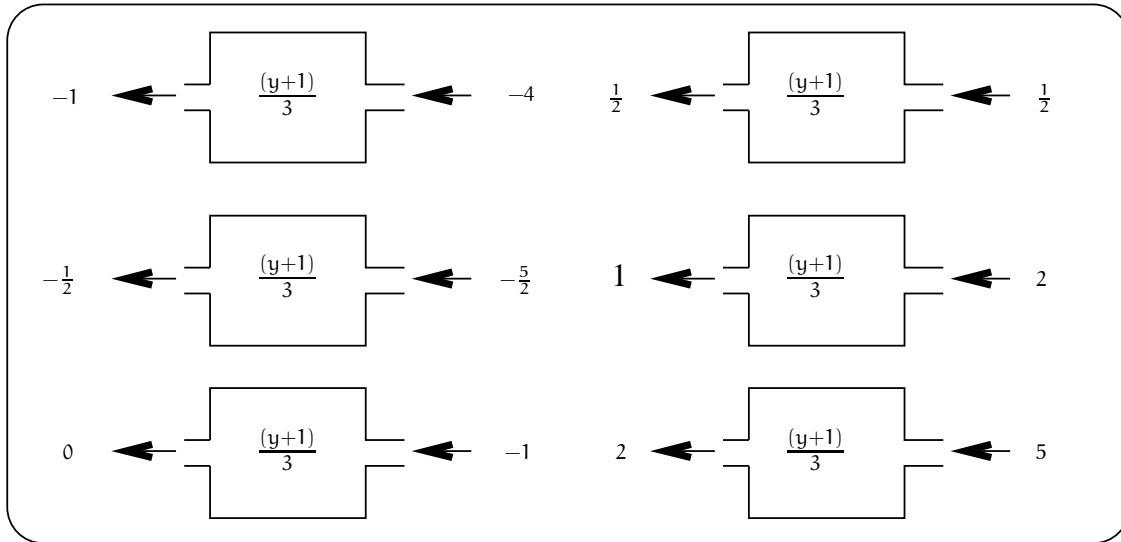 −1 (y+1)/3 −4 1/2 (y+1)/3 1/2
−1/2 (y+1)/3 −5/2 1 (y+1)/3 2
0 (y+1)/3 −1 2 (y+1)/3 5